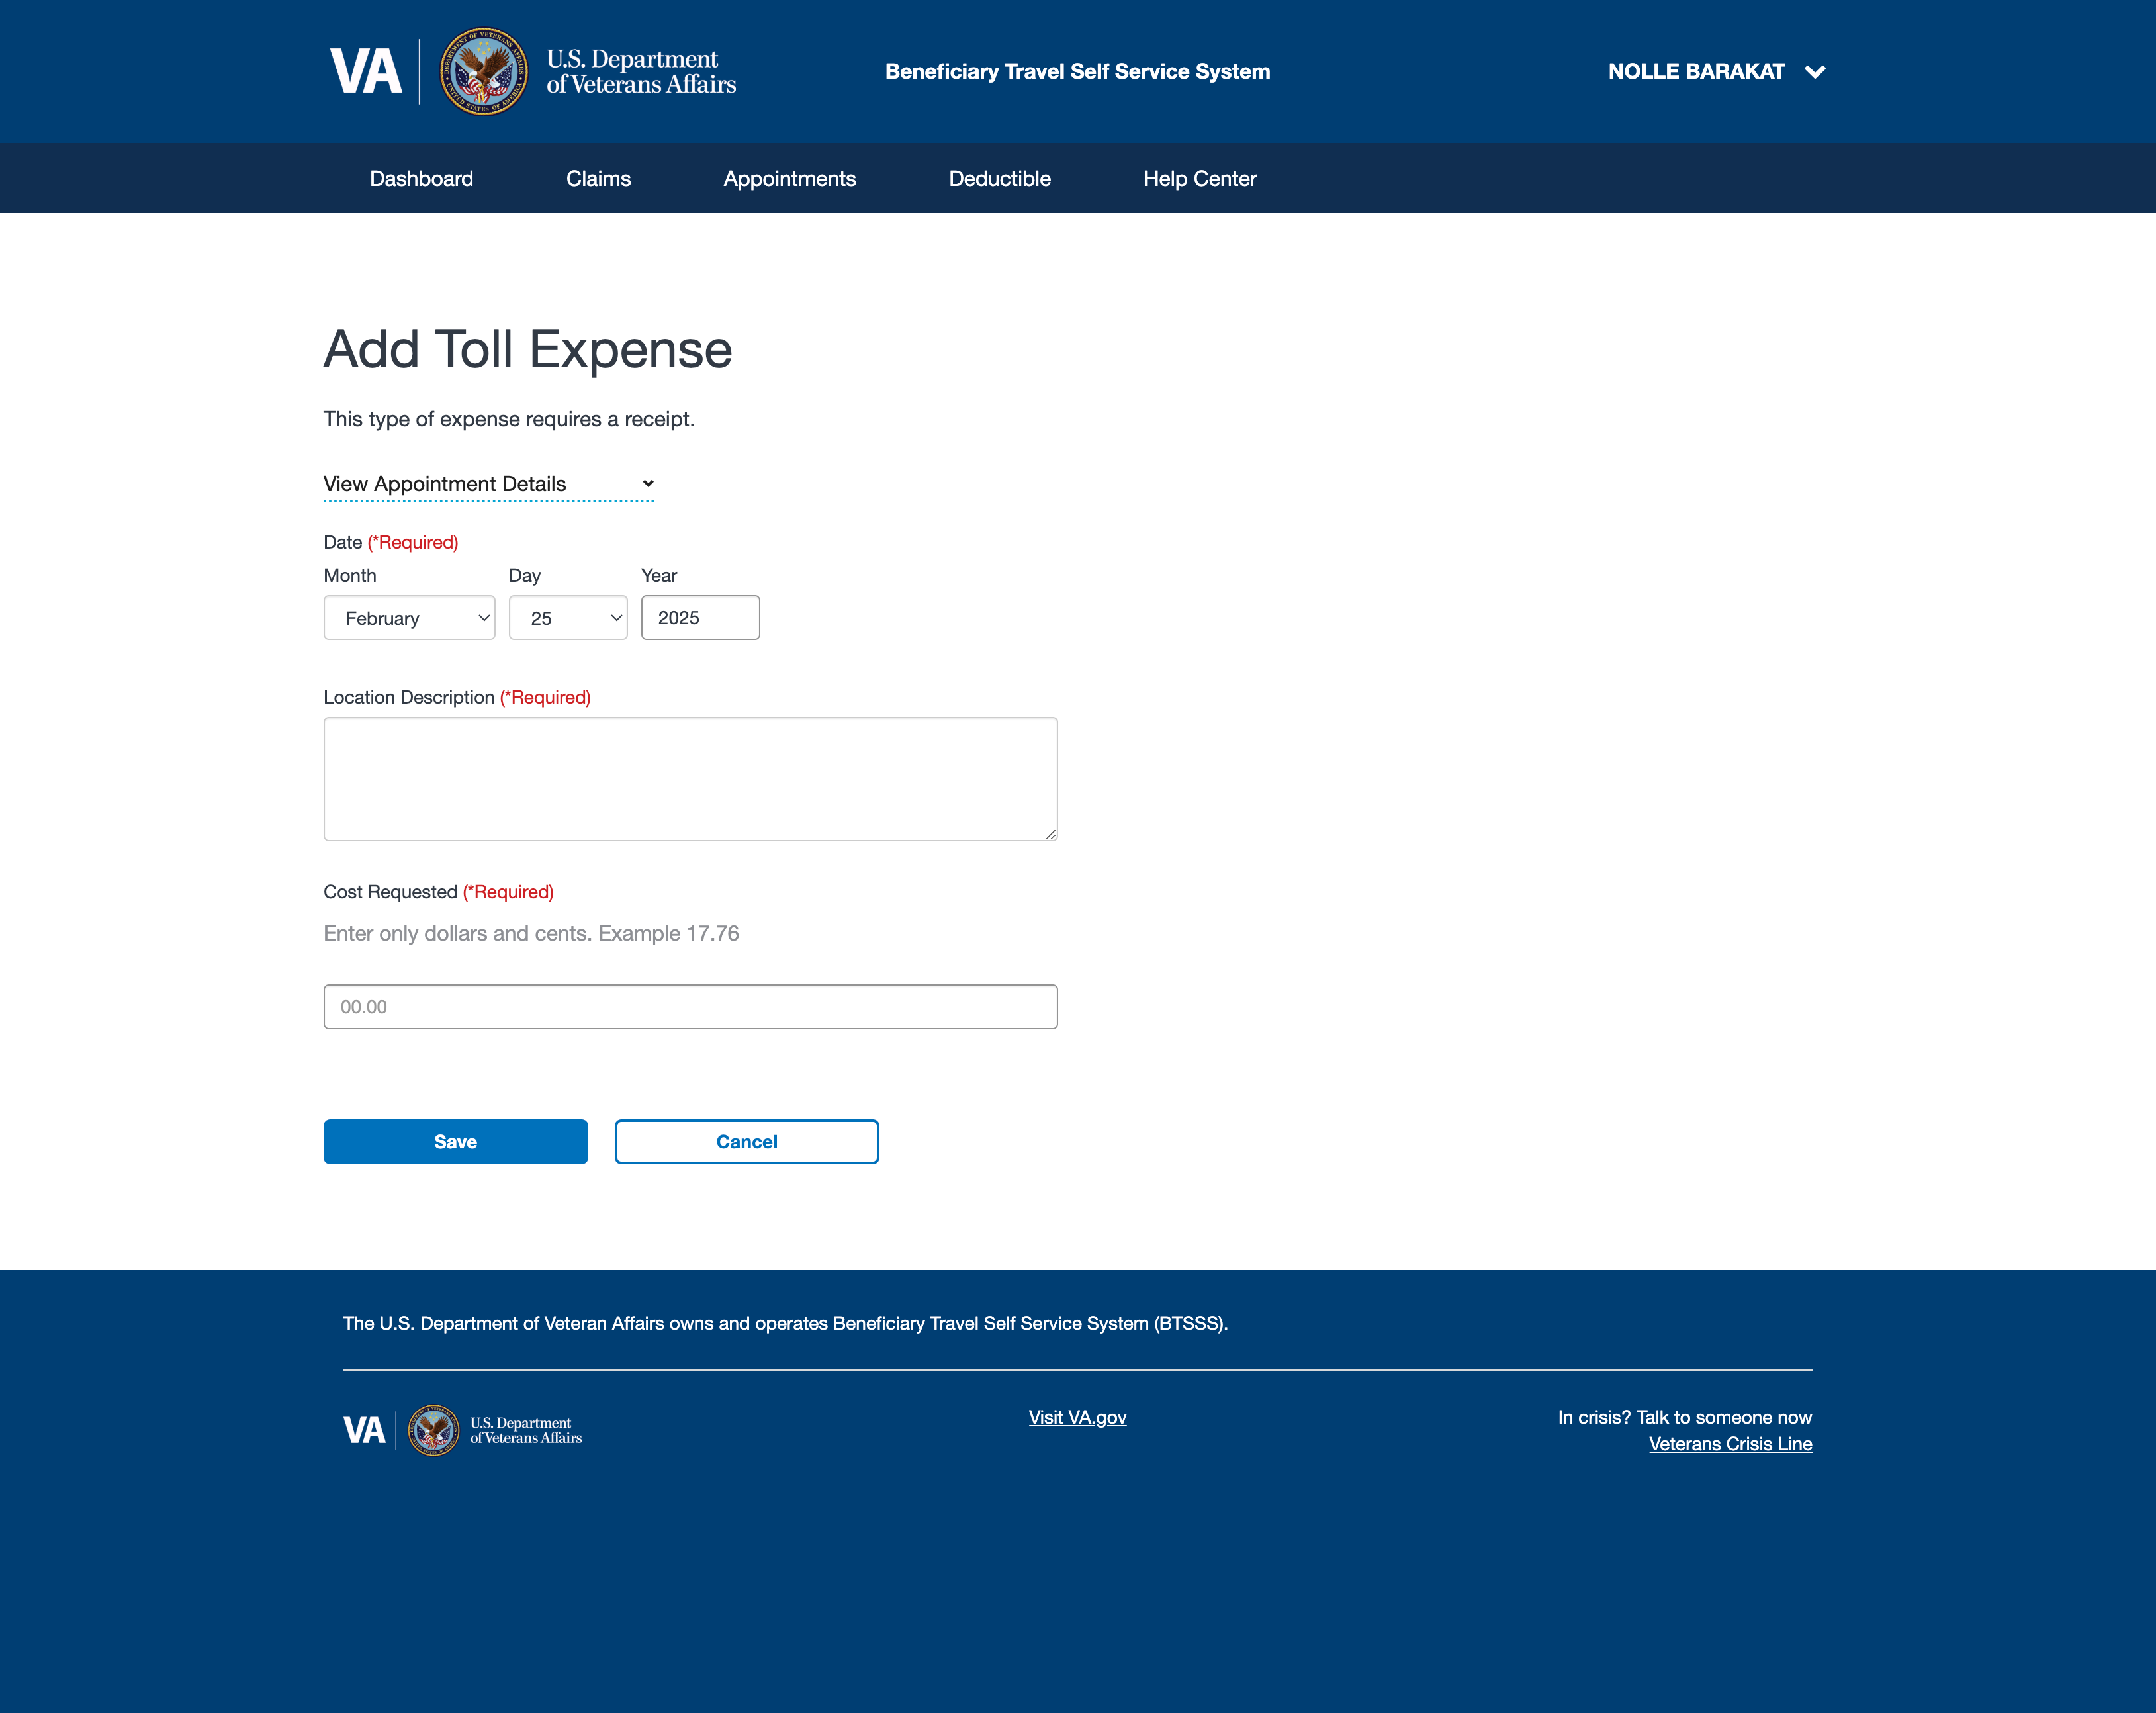 VA
U.S. Department
of Veterans Affairs
Beneficiary Travel Self Service System
NOLLE BARAKAT
Dashboard
Claims
Appointments
Deductible
Help Center
Add Toll Expense
This type of expense requires a receipt.
View Appointment Details
Date (*Required)
Month
Day
Year
February
25
2025
Location Description (*Required)
Cost Requested (*Required)
Enter only dollars and cents. Example 17.76
00.00
Save
Cancel
The U.S. Department of Veteran Affairs owns and operates Beneficiary Travel Self Service System (BTSSS).
VA
U.S. Department
of Veterans Affairs
Visit VA.gov
In crisis? Talk to someone now
Veterans Crisis Line